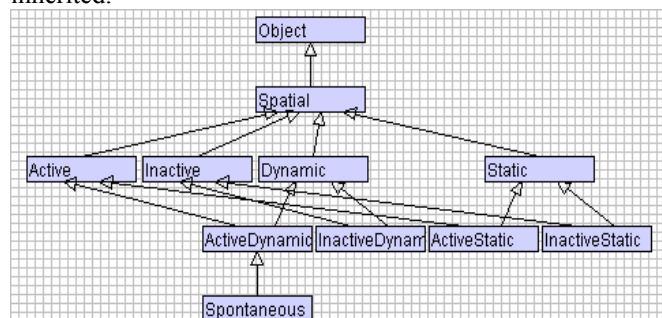 inherited.
Object
Spatial
Active
Inactive
Dynamic
Static
ActiveDynamic
InactiveDynam
ActiveStatic
InactiveStatic
Spontaneous